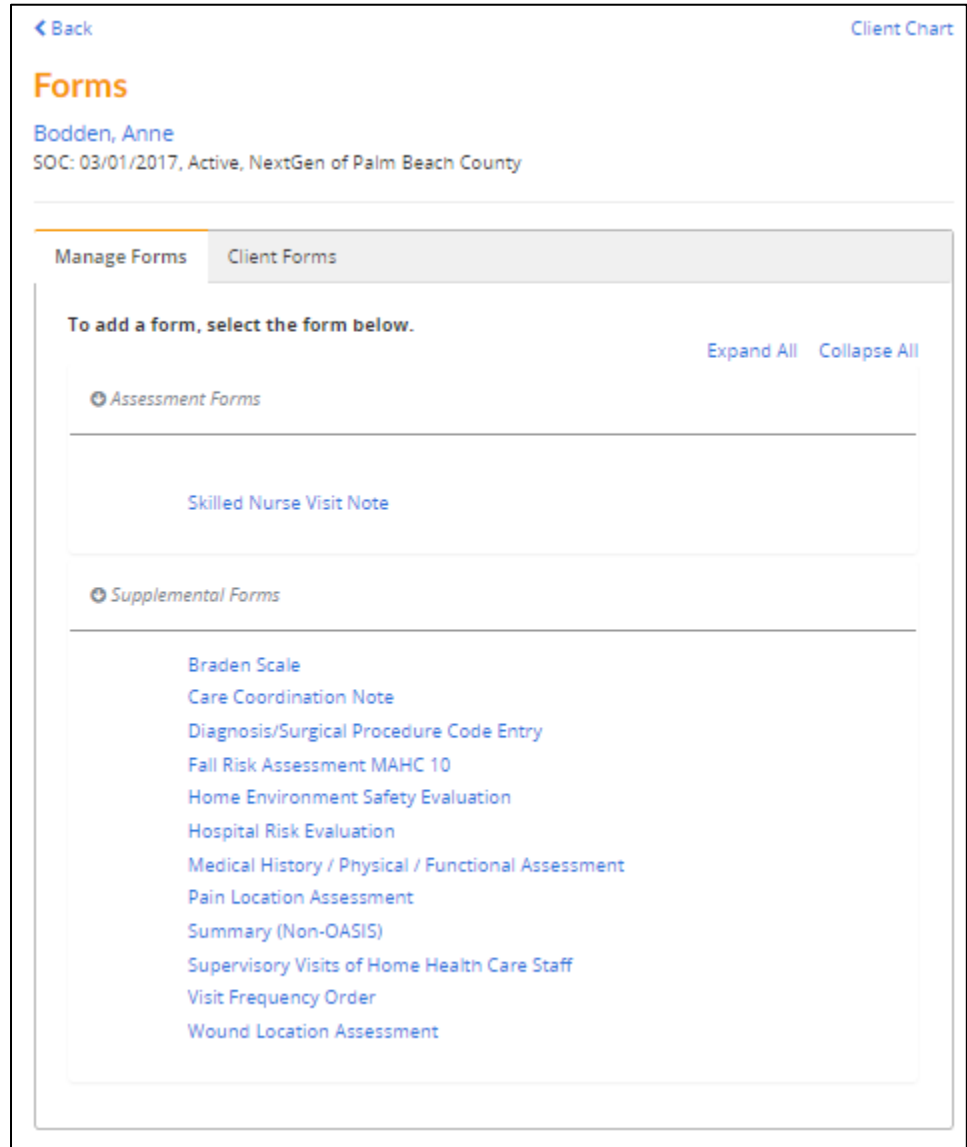 Back
Client Chart
Forms
Bodden, Anne
SOC: 03/01/2017, Active, NextGen of Palm Beach County
Manage Forms
Client Forms
To add a form, select the form below.
Expand All
Collapse All
Assessment Forms
Skilled Nurse Visit Note
Supplemental Forms
Braden Scale
Care Coordination Note
Diagnosis/Surgical Procedure Code Entry
Fall Risk Assessment MAHC 10
Home Environment Safety Evaluation
Hospital Risk Evaluation
Medical History / Physical / Functional Assessment
Pain Location Assessment
Summary (Non-OASIS)
Supervisory Visits of Home Health Care Staff
Visit Frequency Order
Wound Location Assessment